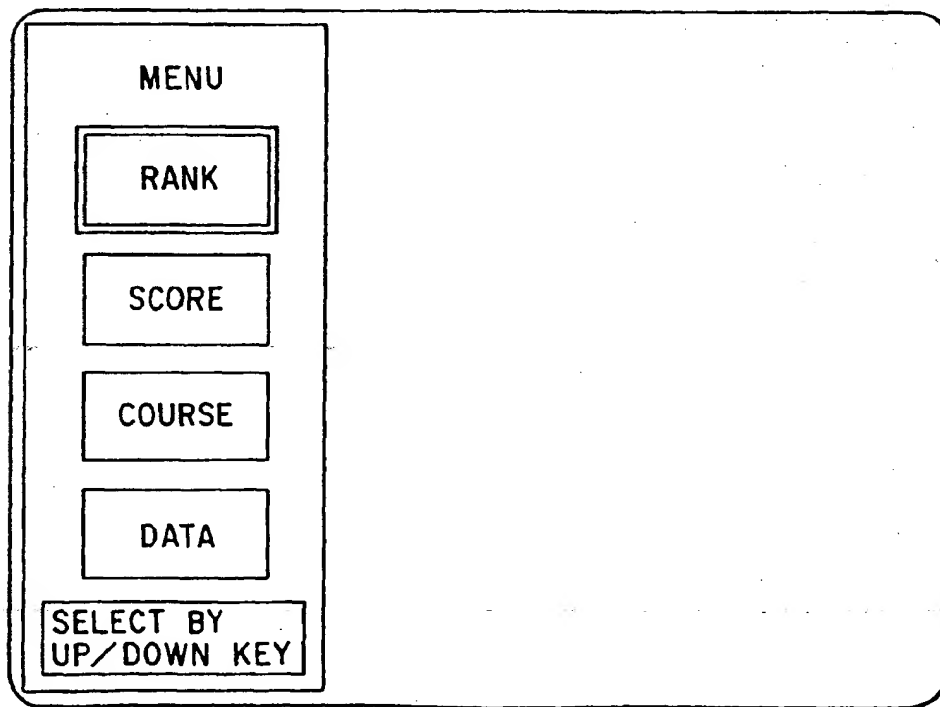 MENU
RANK
SCORE
COURSE
DATA
SELECT BY
UP/DOWN KEY